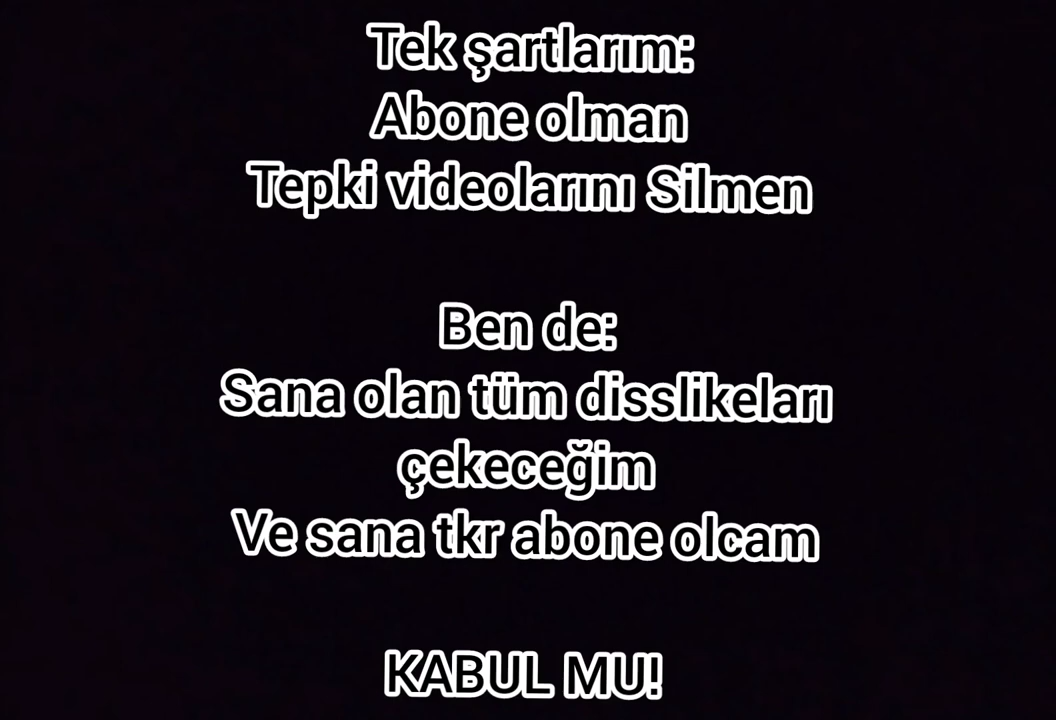 Tek şartlarım:
Abone olman
Tepki videolarını Silmen
Ben de:
Sana olan tüm disslikeları
çekeceğim
Ve sana tkr abone olcam
KABUL MU!